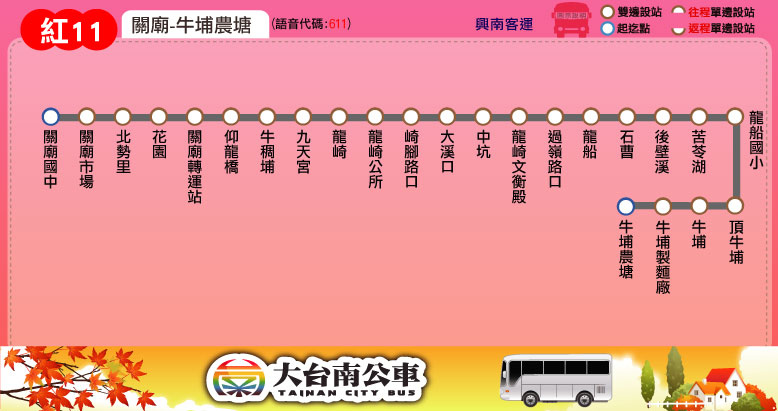 紅11
關廟-牛埔農塘
(語音代碼:611)
興南客運
雙邊設站
往程單邊設站
起迄點
返程單邊設站
關廟國中
關廟市場
北勢里
花園
關廟轉運站
仰龍橋
牛稠埔
九天宮
龍崎
龍崎公所
崎腳路口
大溪口
中坑
龍崎文衡殿
過嶺路口
龍船
石曹
後壁溪
苦苓湖
龍船國小
頂牛埔
牛埔
牛埔製麵廠
牛埔農塘
大台南公車
TAINAN CITY BUS